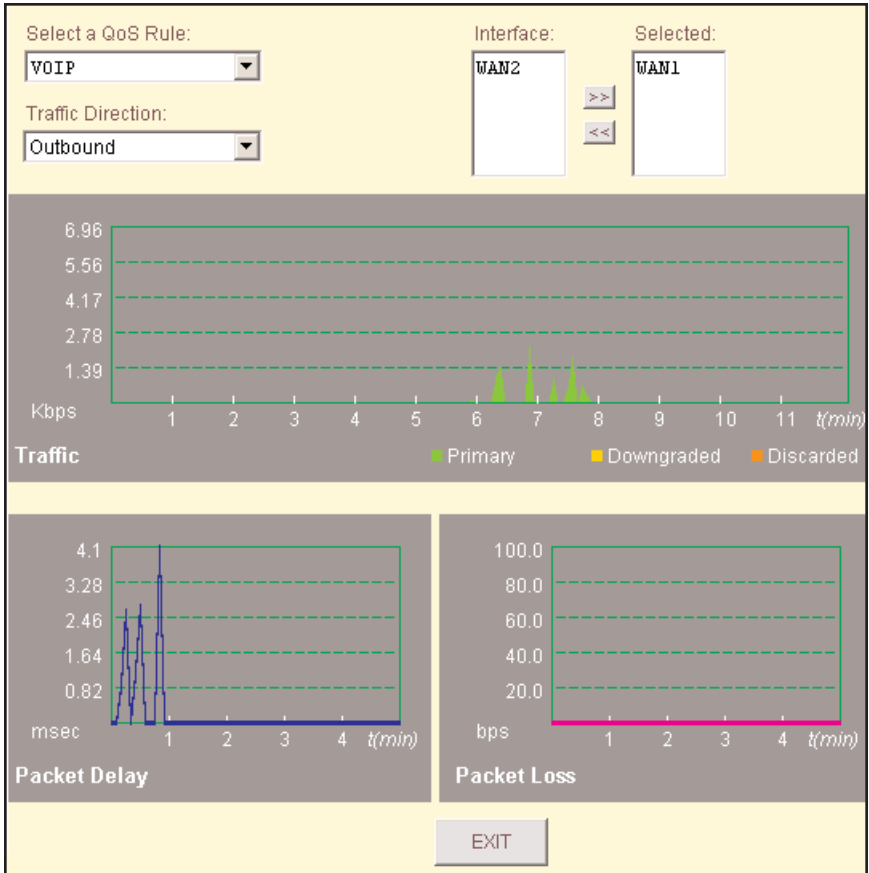 Select a QoS Rule:
VOIP
Traffic Direction:
Outbound
Interface:
WAN2
>>
<<
Selected:
WAN1
6.96
5.56
4.17
2.78
1.39
Kbps
1 2 3 4 5 6 7 8 9 10 11 t(min)
Traffic
Primary Downgraded Discarded
4.1
3.28
2.46
1.64
0.82
msec
1 2 3 4 t(min)
Packet Delay
100.0
80.0
60.0
40.0
20.0
bps
1 2 3 4 t(min)
Packet Loss
EXIT